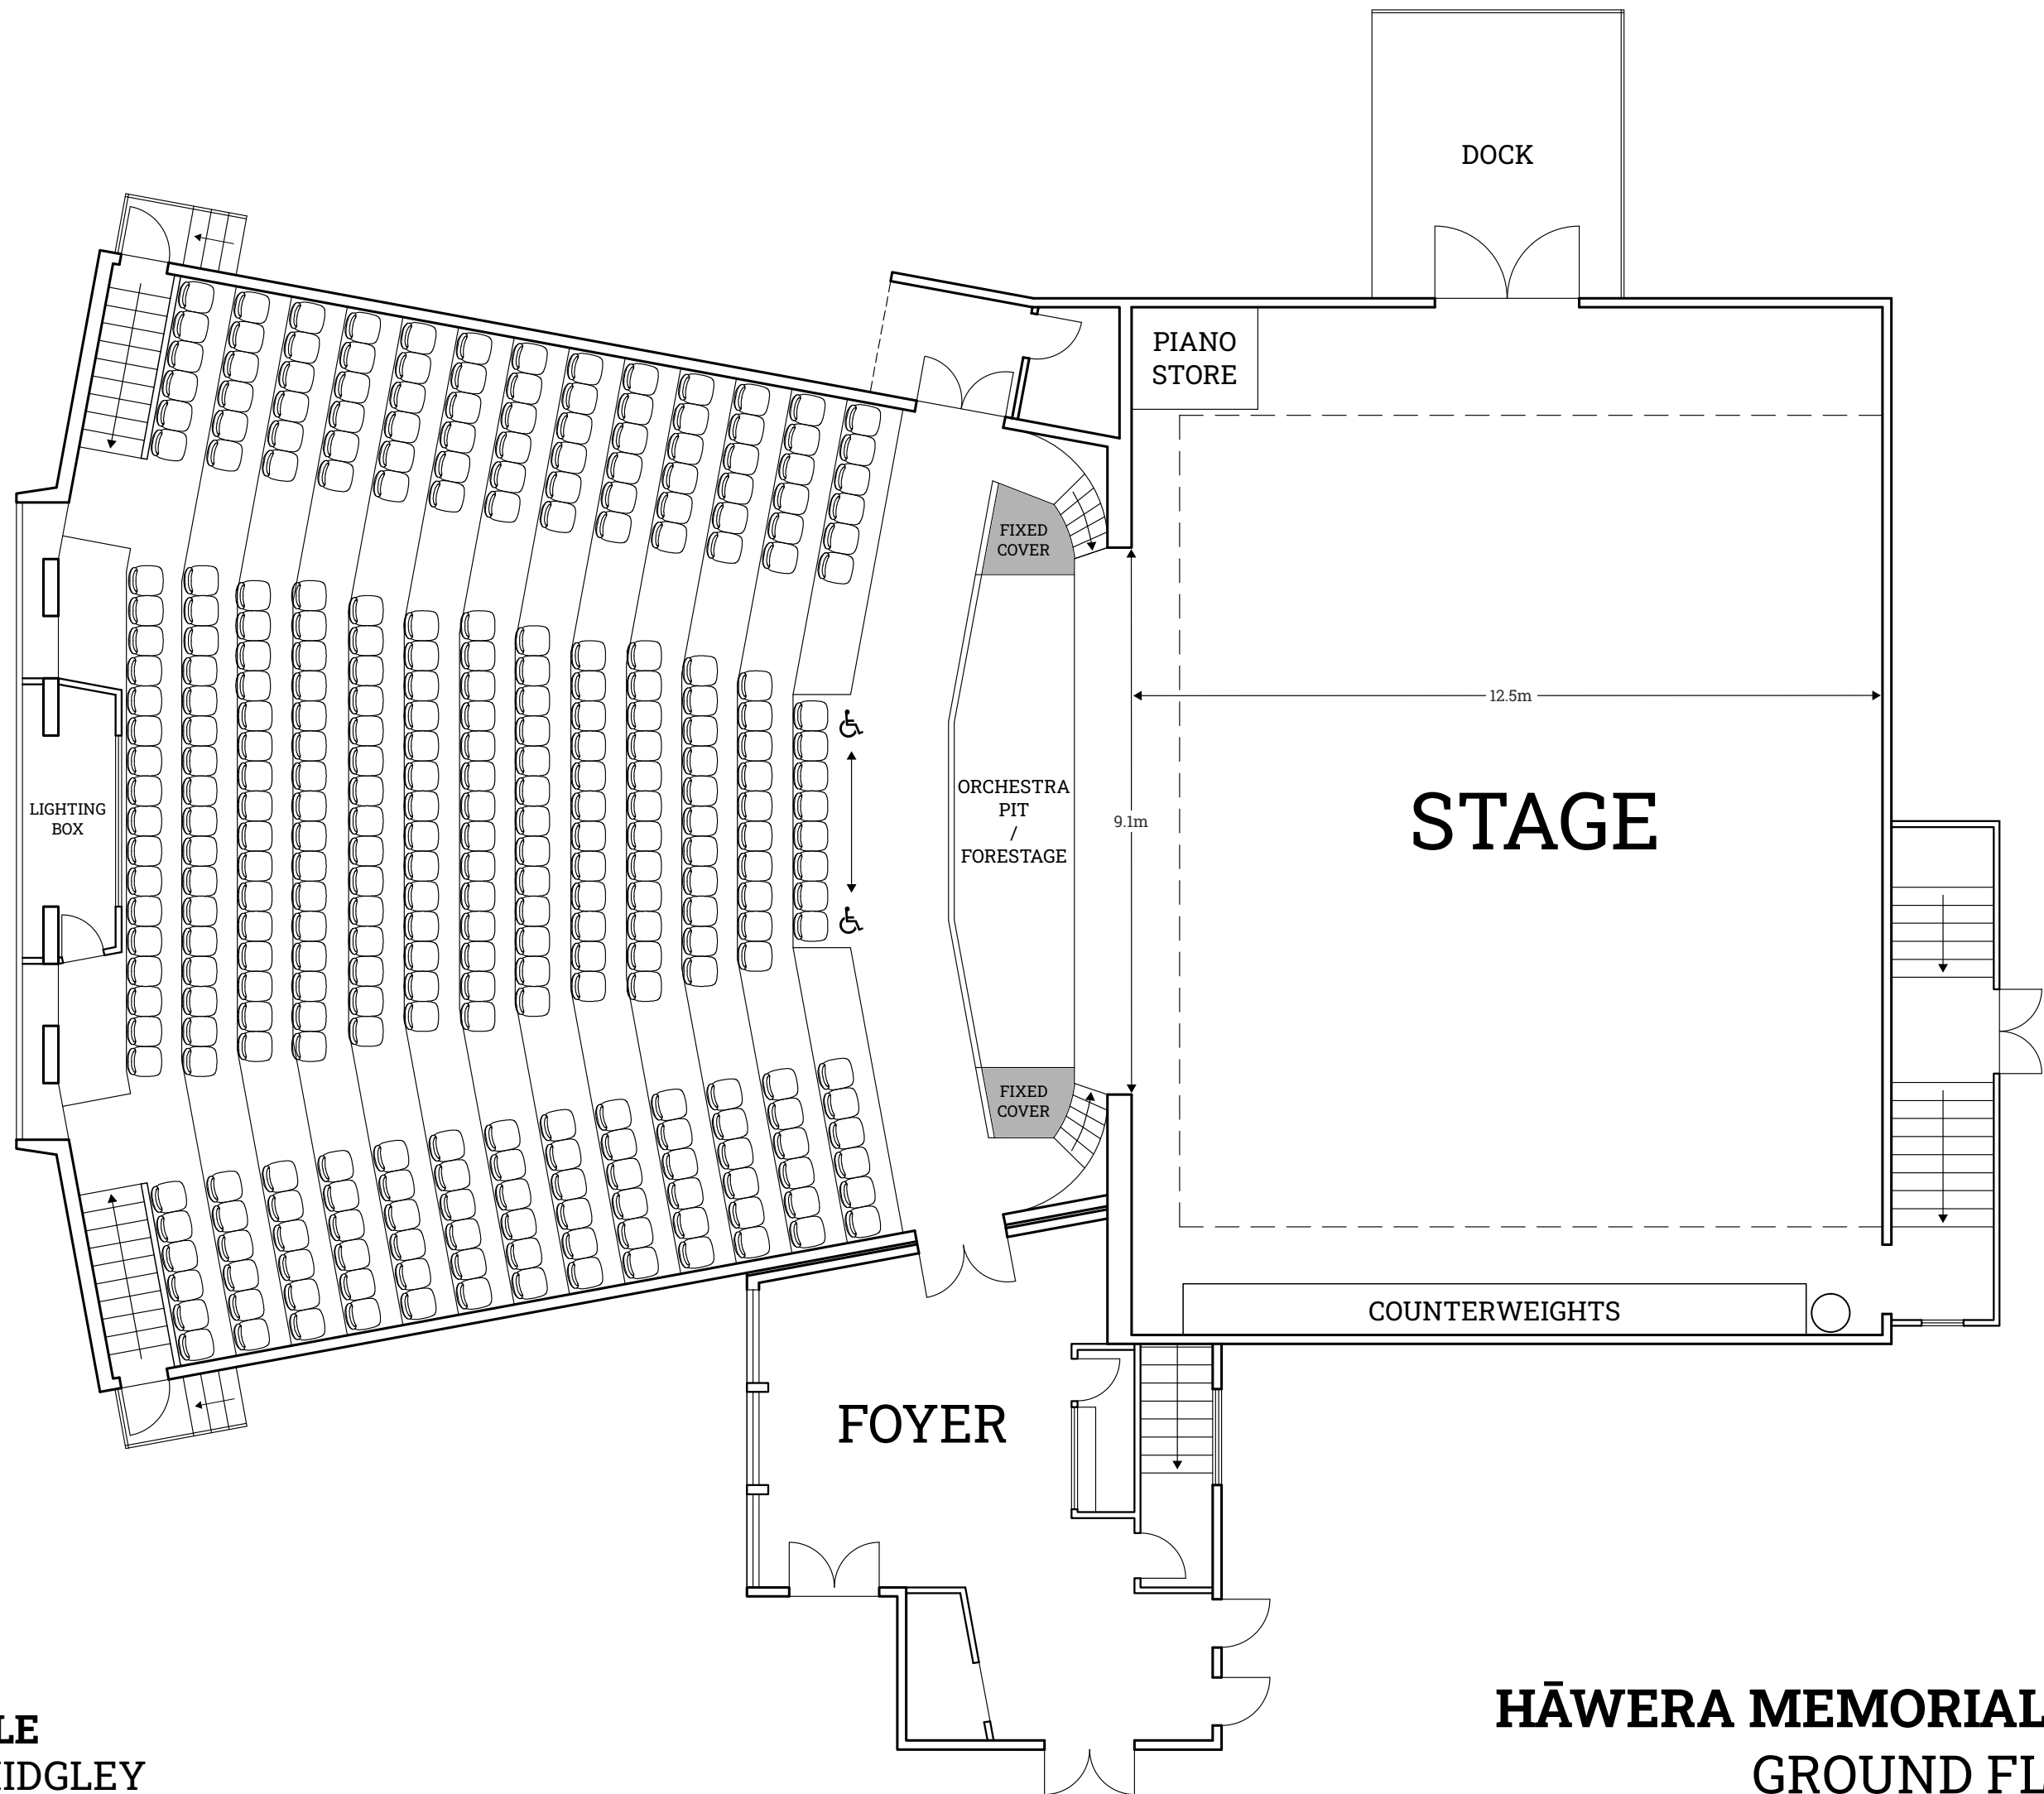 DOCK
PIANO
STORE
FIXED
COVER
12.5m
LIGHTING
BOX
ORCHESTRA
PIT
/
FORESTAGE
9.1m
STAGE
FIXED
COVER
COUNTERWEIGHTS
FOYER
HĀWERA MEMORIAL
GROUND FL
LE
IDGLEY